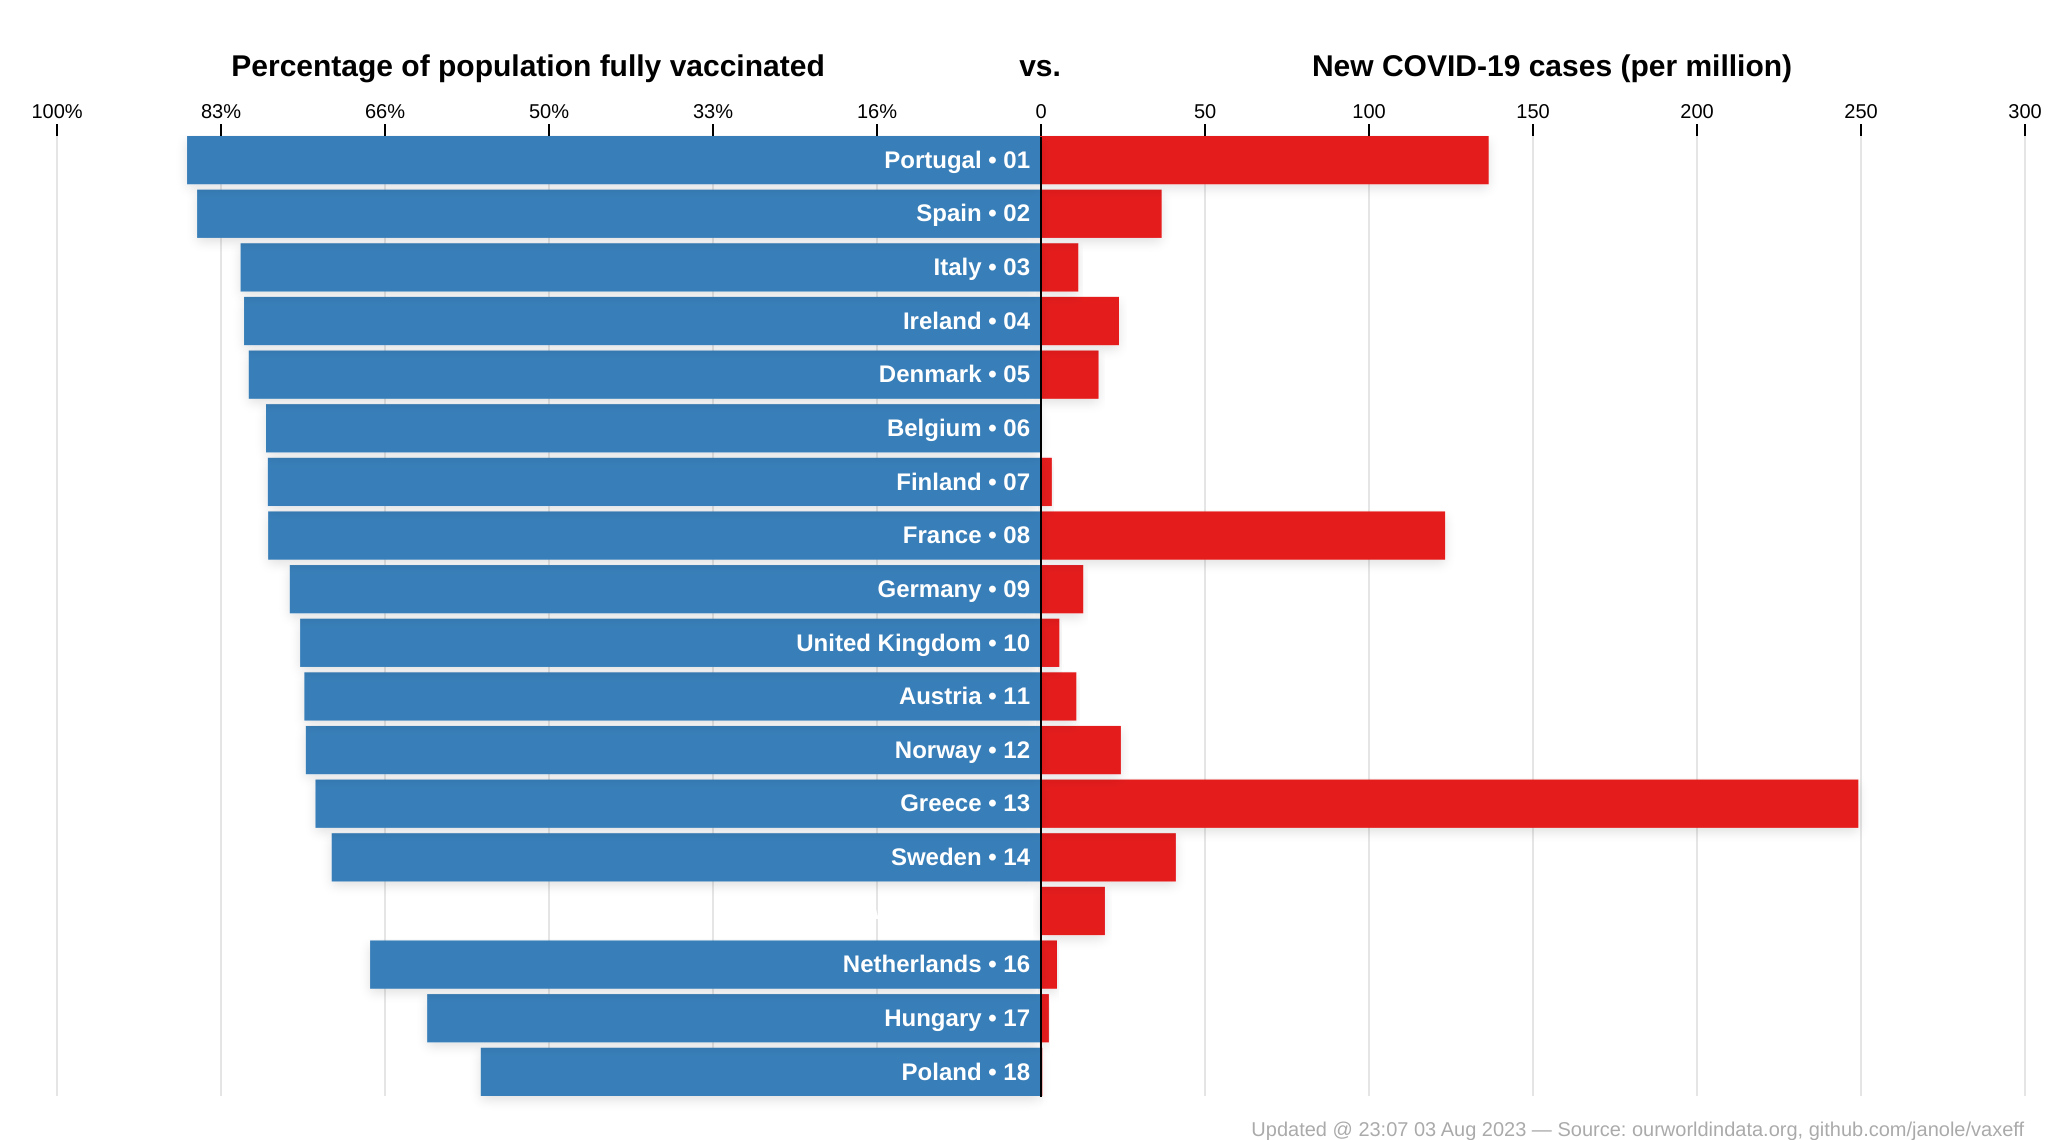 Percentage of population fully vaccinated vs. New COVID-19 cases (per million)
100% 83% 66% 50% 33% 16% 0 50 100 150 200 250 300
Portugal • 01
Spain • 02
Italy • 03
Ireland • 04
Denmark • 05
Belgium • 06
Finland • 07
France • 08
Germany • 09
United Kingdom • 10
Austria • 11
Norway • 12
Greece • 13
Sweden • 14
Netherlands • 16
Hungary • 17
Poland • 18
Updated @ 23:07 03 Aug 2023 — Source: ourworldindata.org, github.com/janole/vaxeff